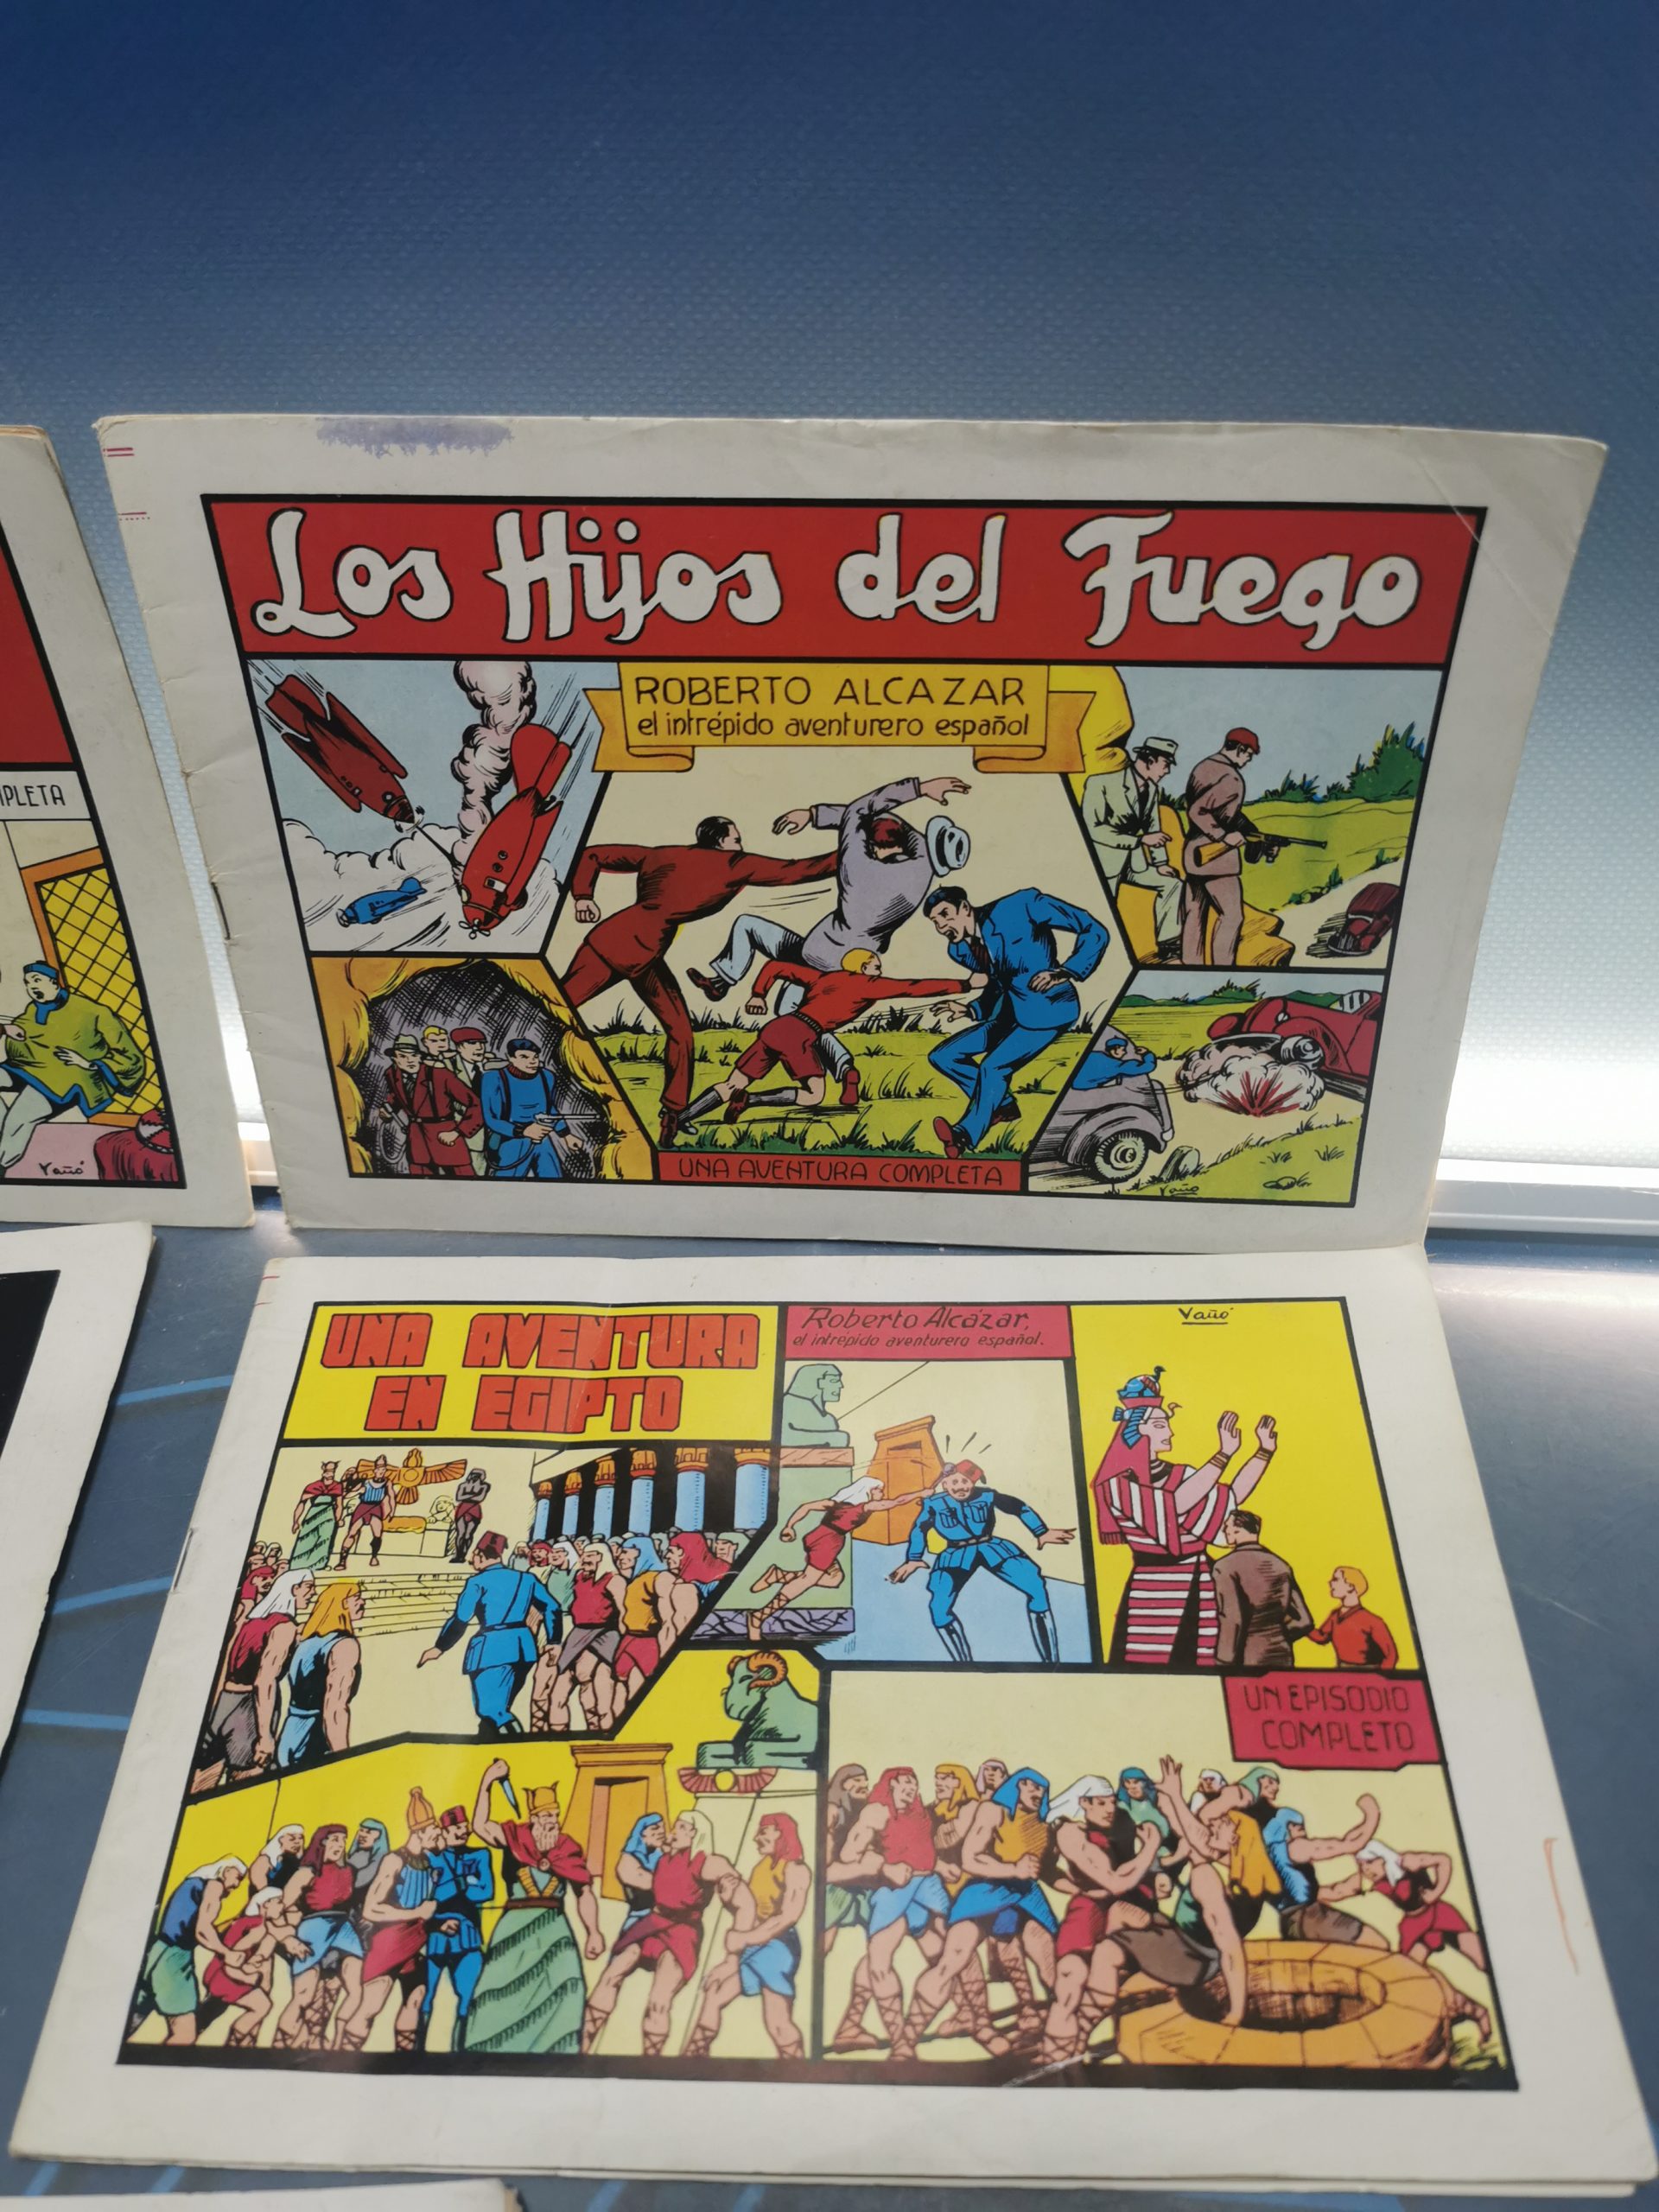 Los Hijos del Fuego
ROBERTO ALCAZAR
el intrépido aventurero español
UNA AVENTURA COMPLETA
Vañó
Vañó
UNA AVENTURA
EN EGIPTO
Roberto Alcázar,
el intrépido aventurero español.
Vañó
UN EPISODIO
COMPLETO